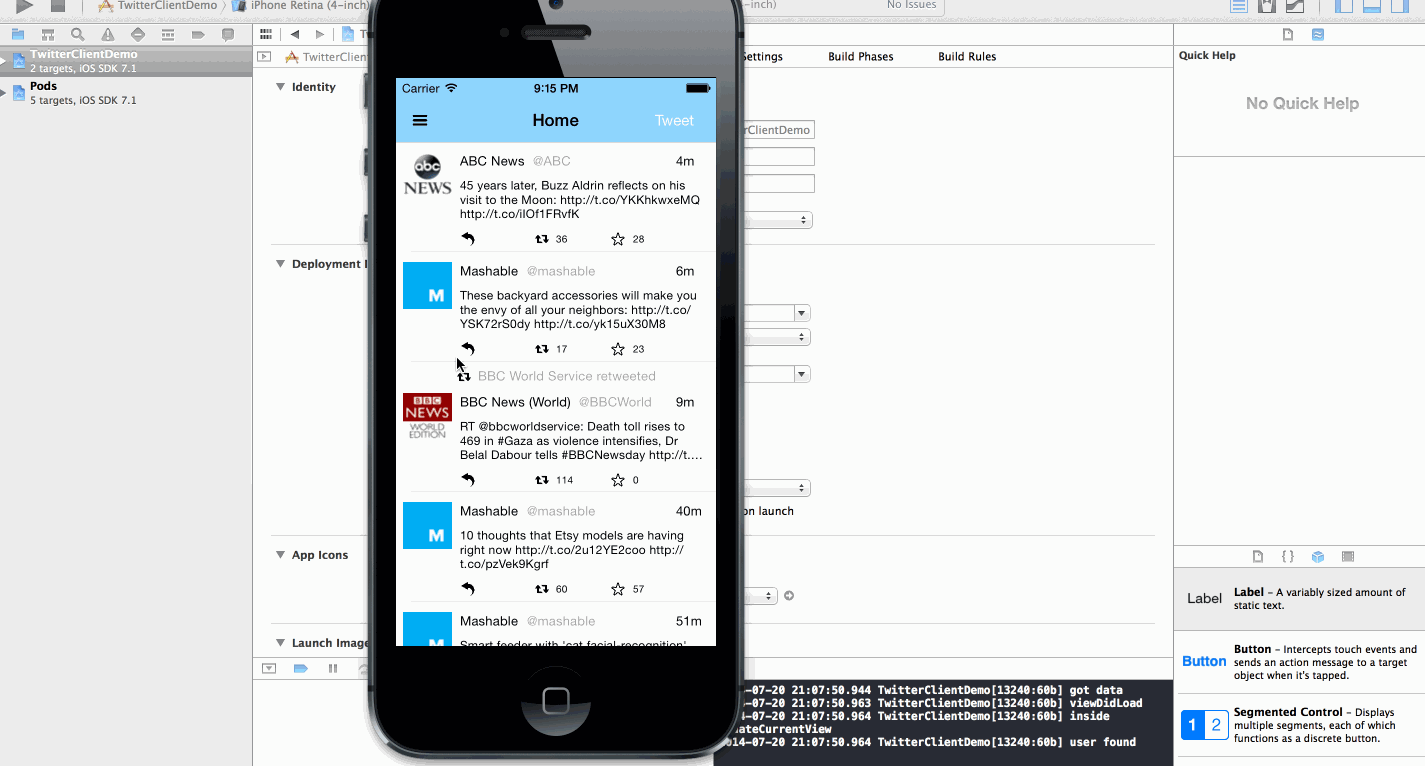 TwitterClientDemo
iPhone Retina (4-inch)
-inch)
No Issues
TwitterClientDemo
2 targets, iOS SDK 7.1
Pods
5 targets, iOS SDK 7.1
TwitterClien
Settings
Build Phases
Build Rules
Identity
rClientDemo
Deployment I
on launch
App Icons
Launch Image
Carrier
9:15 PM
Home
Tweet
abc
NEWS
ABC News @ABC 4m
45 years later, Buzz Aldrin reflects on his
visit to the Moon: http://t.co/YKKhkwxeMQ
http://t.co/ilOf1FRvfK
36 28
M
Mashable @mashable 6m
These backyard accessories will make you
the envy of all your neighbors: http://t.co/
YSK72rS0dy http://t.co/yk15uX30M8
17 23
BBC World Service retweeted
BBC
NEWS
WORLD
EDITION
BBC News (World) @BBCWorld 9m
RT @bbcworldservice: Death toll rises to
469 in #Gaza as violence intensifies, Dr
Belal Dabour tells #BBCNewsday http://t....
114 0
M
Mashable @mashable 40m
10 thoughts that Etsy models are having
right now http://t.co/2u12YE2coo http://
t.co/pzVek9Kgrf
60 57
M
Mashable @mashable 51m
Smart feeder with 'cat facial-recognition'
-07-20 21:07:50.944 TwitterClientDemo[13240:60b] got data
-07-20 21:07:50.963 TwitterClientDemo[13240:60b] viewDidLoad
-07-20 21:07:50.964 TwitterClientDemo[13240:60b] inside
ateCurrentView
014-07-20 21:07:50.964 TwitterClientDemo[13240:60b] user found
Quick Help
No Quick Help
{ }
Label
Label – A variably sized amount of
static text.
Button
Button – Intercepts touch events and
sends an action message to a target
object when it's tapped.
1 2
Segmented Control – Displays
multiple segments, each of which
functions as a discrete button.